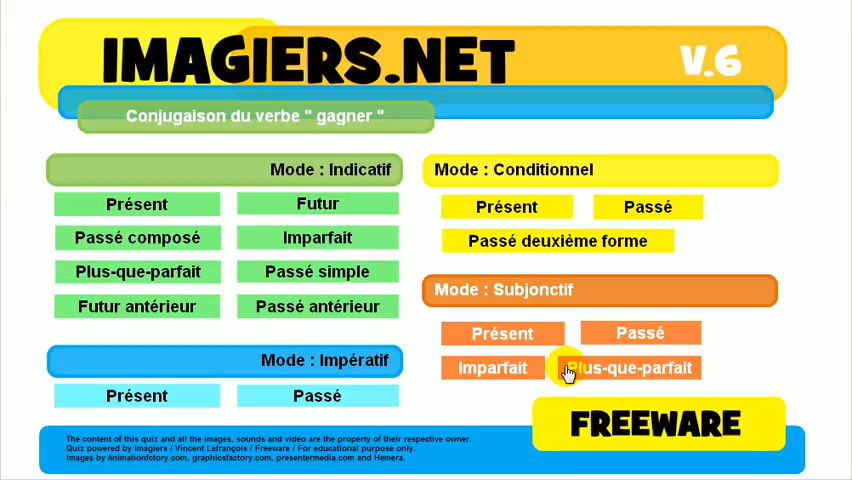 IMAGIERS.NET
V.6
Conjugaison du verbe " gagner "
Mode : Indicatif
Présent
Futur
Passé composé
Imparfait
Plus-que-parfait
Passé simple
Futur antérieur
Passé antérieur
Mode : Impératif
Présent
Passé
Mode : Conditionnel
Présent
Passé
Passé deuxième forme
Mode : Subjonctif
Présent
Passé
Imparfait
Plus-que-parfait
FREEWARE
The content of this quiz and all the images, sounds and video are the property of their respective owner.
Quiz powered by Imagiers / Vincent Lefrançois / Freeware / For educational purpose only.
Images by Animationfctory.com, graphicsfactory.com, presentermedia.com and Hemera.